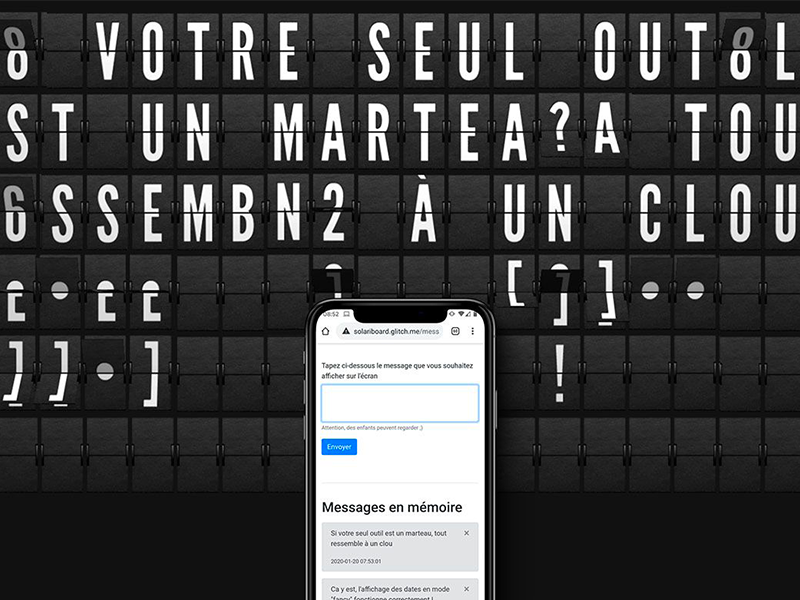 8 VOTRE SEUL OUT8L
ST UN MARTEA?A TOU
6SSEMBN2 À UN CLOU
[ ] ]
] ] ] !
08:52
solariboard.glitch.me/mess
Tapez ci-dessous le message que vous souhaitez
afficher sur l'écran
Attention, des enfants peuvent regarder ;)
Envoyer
Messages en mémoire
Si votre seul outil est un marteau, tout
ressemble à un clou
2020-01-20 07:53:01
Ca y est, l'affichage des dates en mode
"fancy" fonctionne correctement !